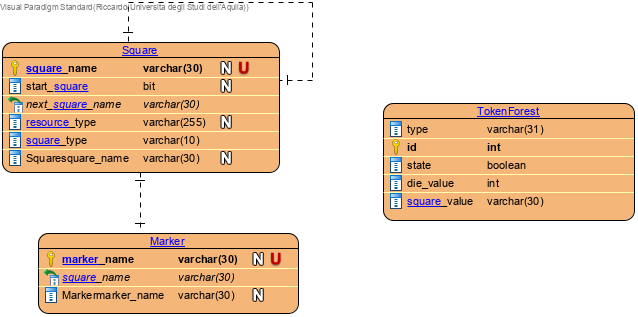 Visual Paradigm Standard(Riccardo(Universita degli Studi dell'Aquila))
Square
square_name varchar(30) N U
start_square bit N
next_square_name varchar(30)
resource_type varchar(255) N
square_type varchar(10)
Squaresquare_name varchar(30) N
TokenForest
type varchar(31)
id int
state boolean
die_value int
square_value varchar(30)
Marker
marker_name varchar(30) N U
square_name varchar(30)
Markermarker_name varchar(30) N